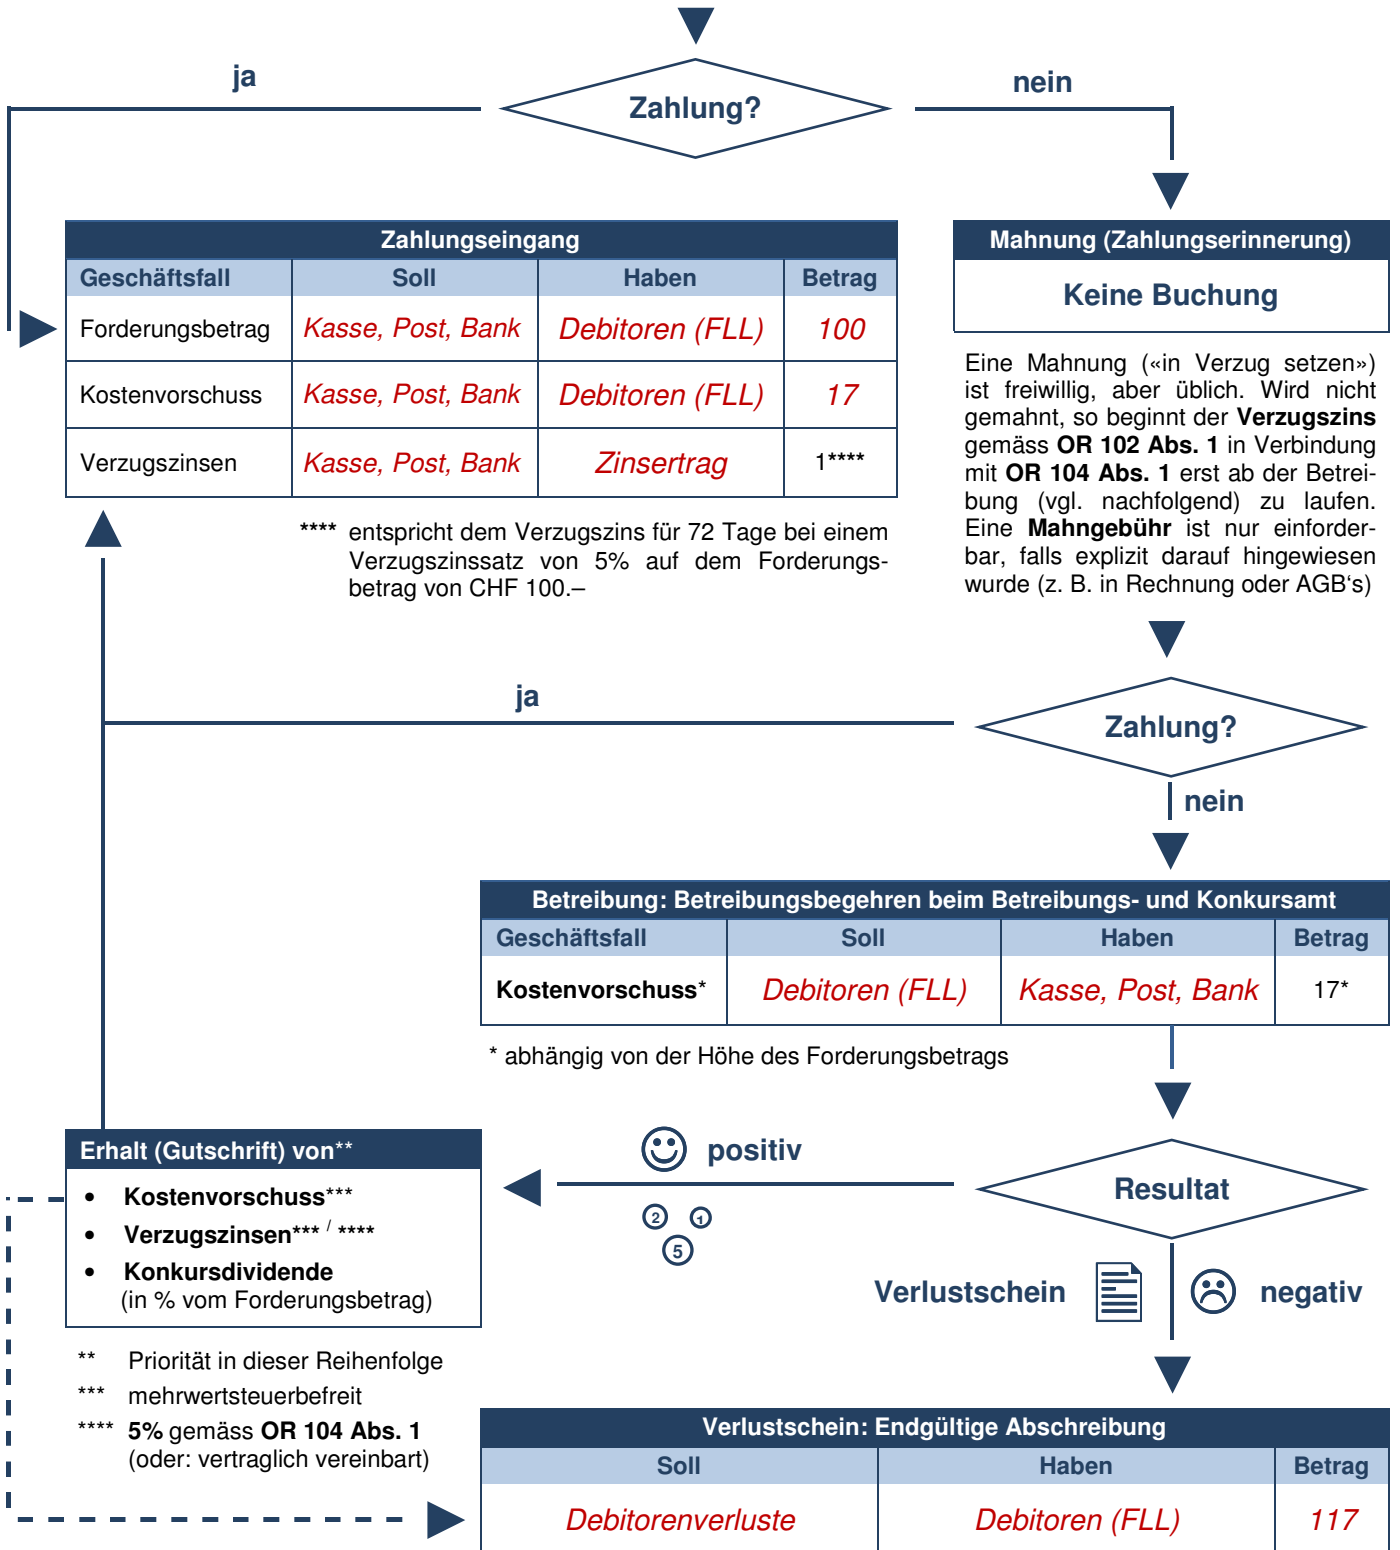 ja
Zahlung?
nein
Zahlungseingang
Geschäftsfall Soll Haben Betrag
Forderungsbetrag Kasse, Post, Bank Debitoren (FLL) 100
Kostenvorschuss Kasse, Post, Bank Debitoren (FLL) 17
Verzugszinsen Kasse, Post, Bank Zinsertrag 1****
**** entspricht dem Verzugszins für 72 Tage bei einem
Verzugszinssatz von 5% auf dem Forderungs-
betrag von CHF 100.–
Mahnung (Zahlungserinnerung)
Keine Buchung
Eine Mahnung («in Verzug setzen»)
ist freiwillig, aber üblich. Wird nicht
gemahnt, so beginnt der Verzugszins
gemäss OR 102 Abs. 1 in Verbindung
mit OR 104 Abs. 1 erst ab der Betrei-
bung (vgl. nachfolgend) zu laufen.
Eine Mahngebühr ist nur einforder-
bar, falls explizit darauf hingewiesen
wurde (z. B. in Rechnung oder AGB‘s)
ja
Zahlung?
nein
Betreibung: Betreibungsbegehren beim Betreibungs- und Konkursamt
Geschäftsfall Soll Haben Betrag
Kostenvorschuss* Debitoren (FLL) Kasse, Post, Bank 17*
* abhängig von der Höhe des Forderungsbetrags
Resultat
positiv
2 1
5
Erhalt (Gutschrift) von**
• Kostenvorschuss***
• Verzugszinsen*** / ****
• Konkursdividende
(in % vom Forderungsbetrag)
** Priorität in dieser Reihenfolge
*** mehrwertsteuerbefreit
**** 5% gemäss OR 104 Abs. 1
(oder: vertraglich vereinbart)
Verlustschein negativ
Verlustschein: Endgültige Abschreibung
Soll Haben Betrag
Debitorenverluste Debitoren (FLL) 117